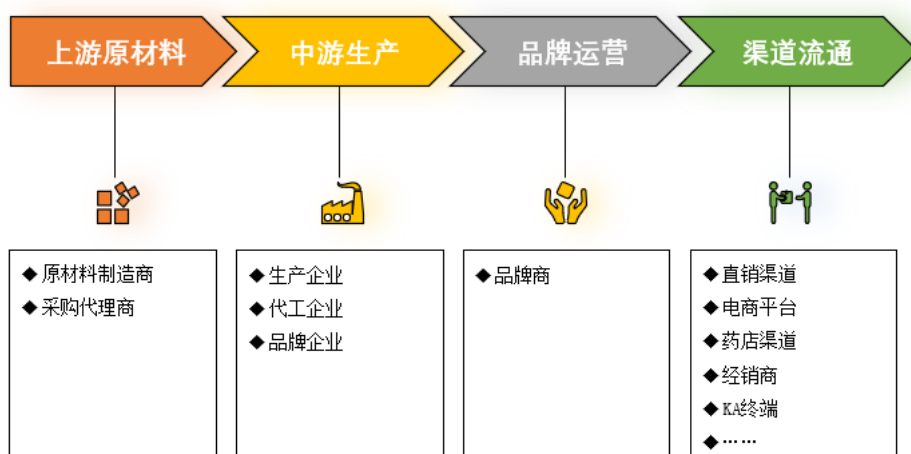 上游原材料
中游生产
品牌运营
渠道流通
◆原材料制造商
◆采购代理商
◆生产企业
◆代工企业
◆品牌企业
◆品牌商
◆直销渠道
◆电商平台
◆药店渠道
◆经销商
◆KA终端
◆……